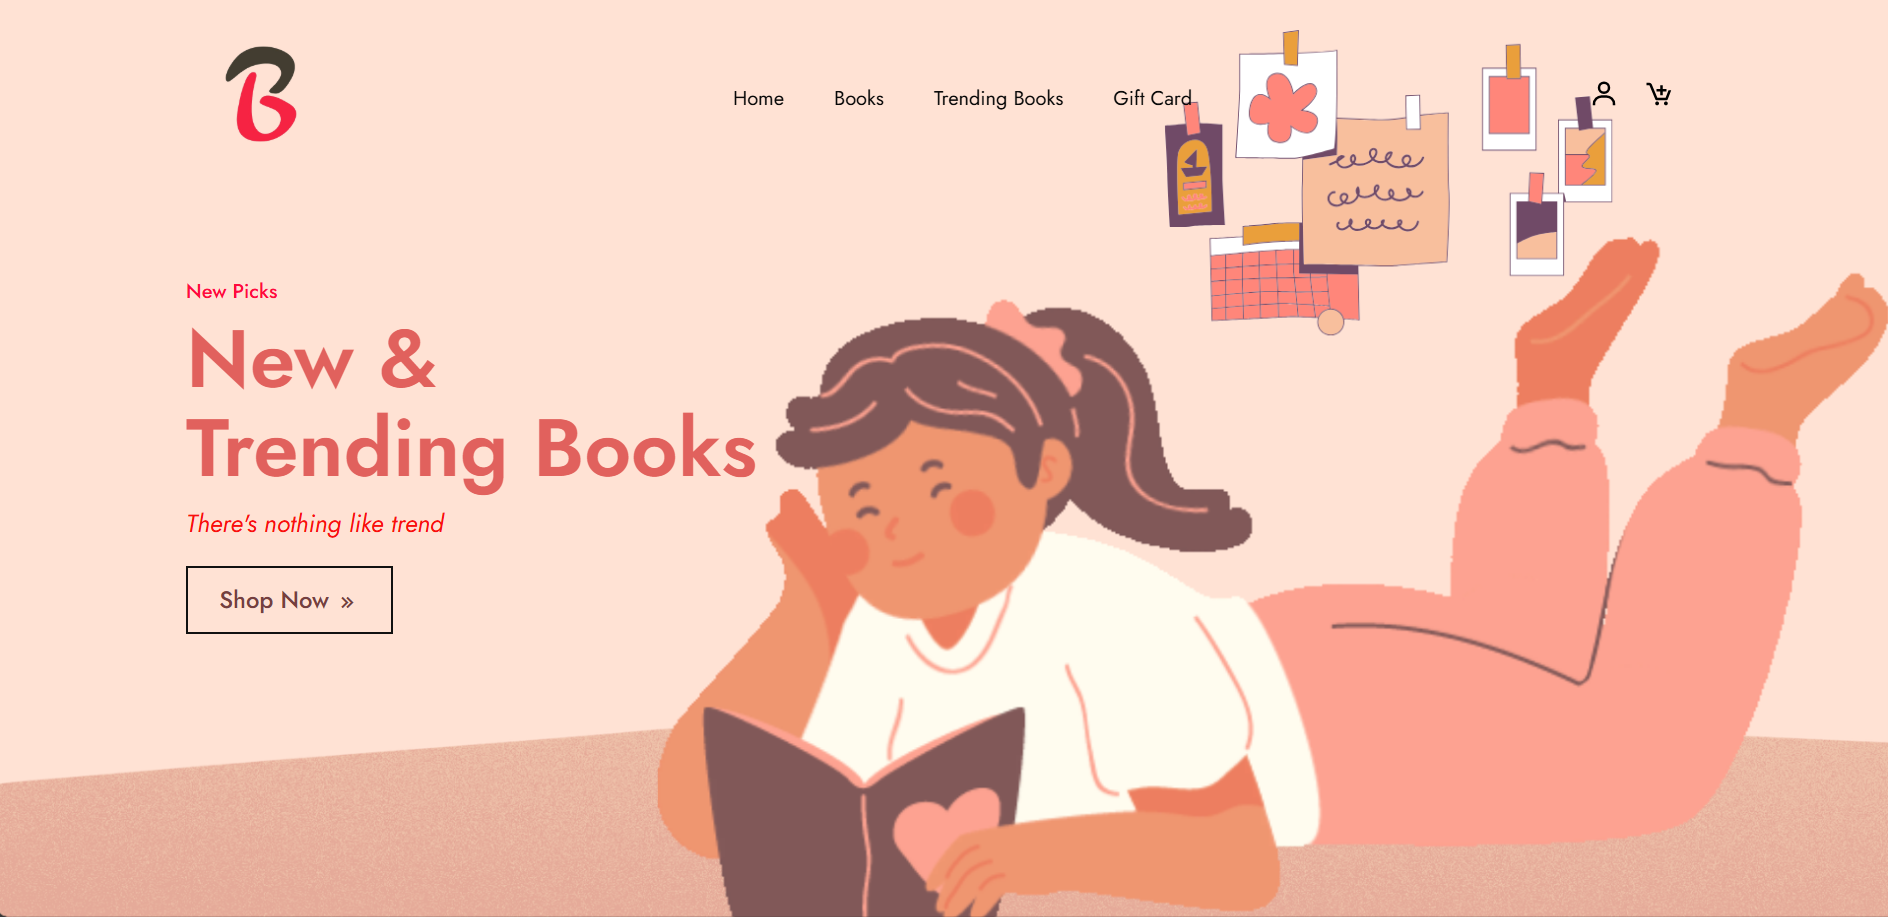 B
Home Books Trending Books Gift Card
New Picks
New &
Trending Books
There's nothing like trend
Shop Now »